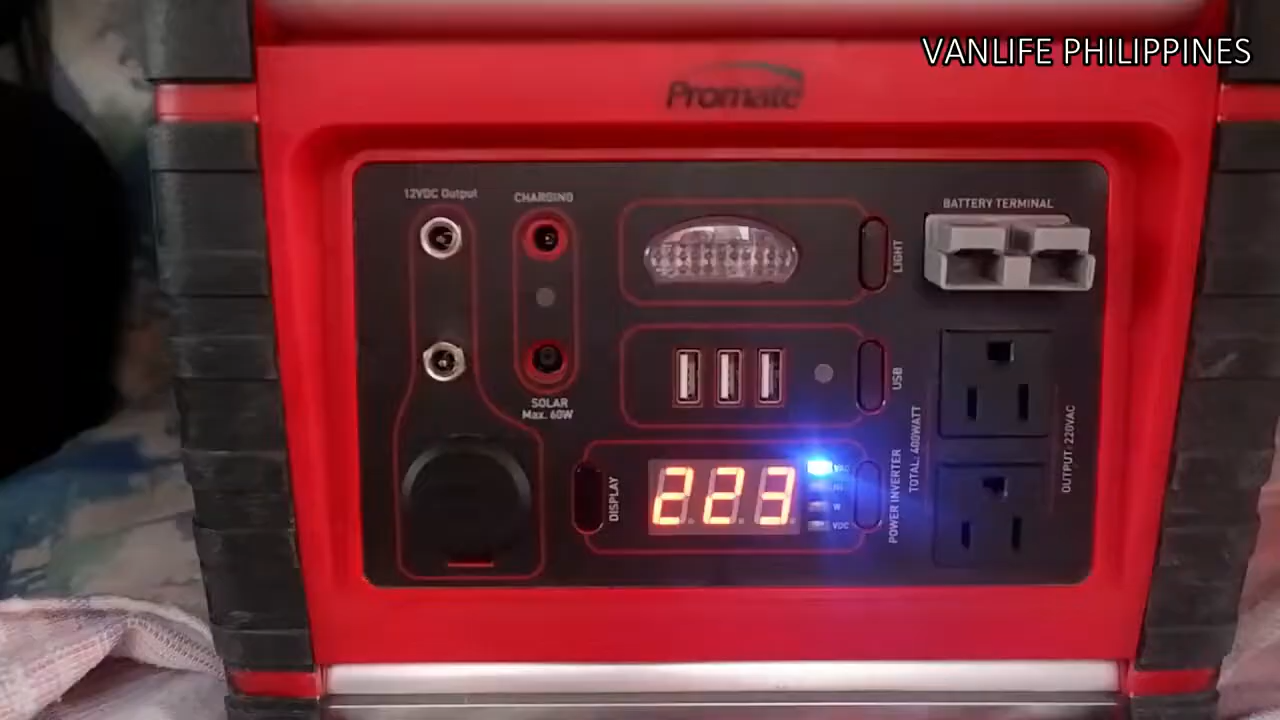 VANLIFE PHILIPPINES
Promate
12VDC Output
CHARGING
BATTERY TERMINAL
LIGHT
SOLAR
Max. 60W
USB
TOTAL: 400WATT
OUTPUT: 220VAC
DISPLAY
223
VAC
W
VDC
POWER INVERTER